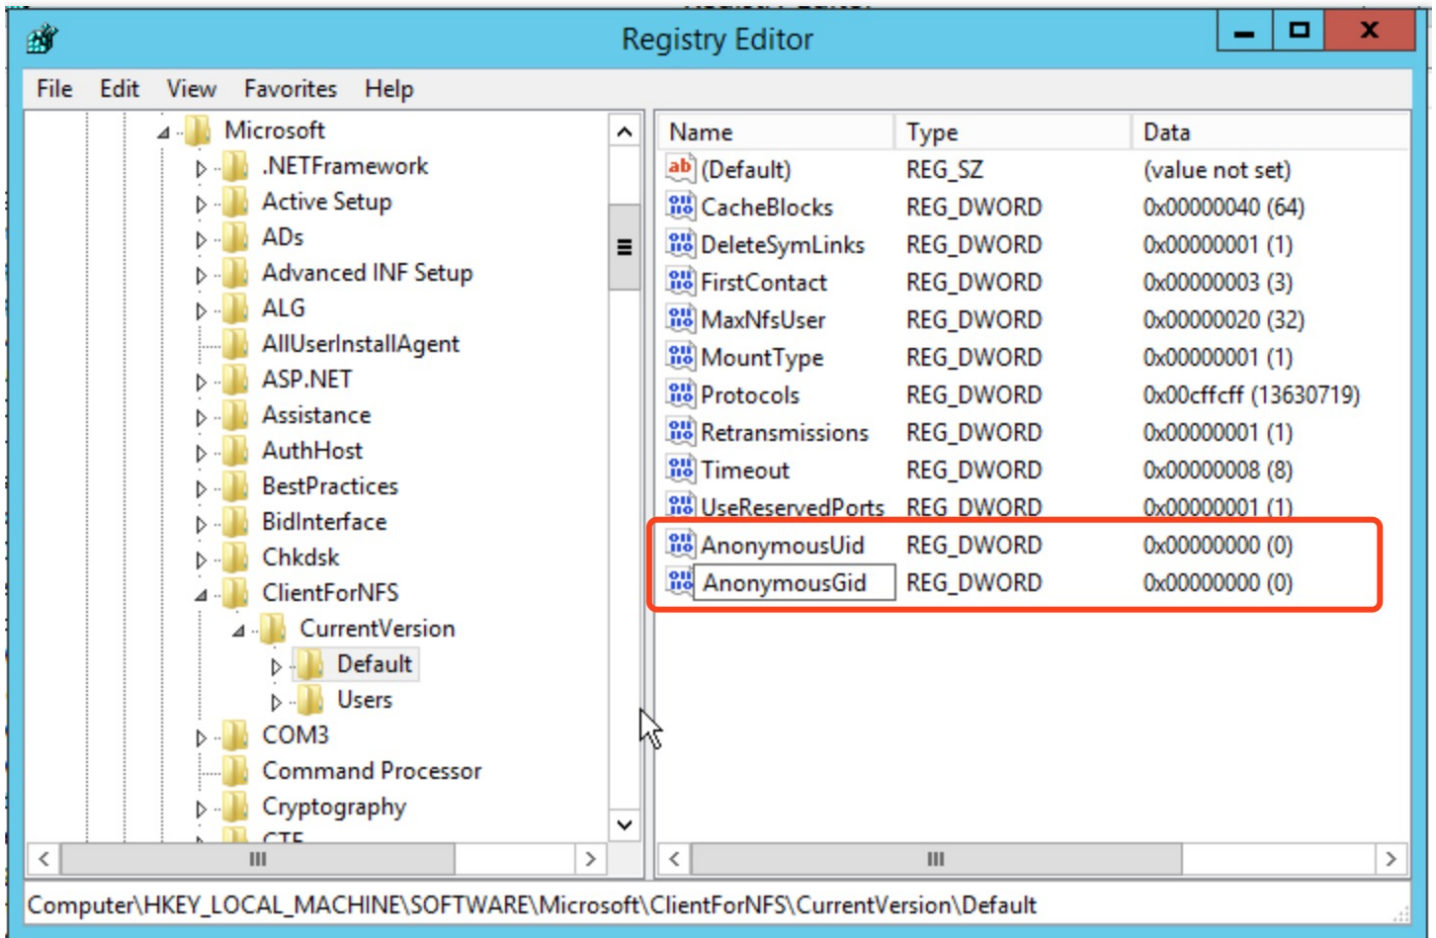 Registry Editor
File Edit View Favorites Help
Microsoft
.NETFramework
Active Setup
ADs
Advanced INF Setup
ALG
AllUserInstallAgent
ASP.NET
Assistance
AuthHost
BestPractices
BidInterface
Chkdsk
ClientForNFS
CurrentVersion
Default
Users
COM3
Command Processor
Cryptography
CTF
Name Type Data
(Default) REG_SZ (value not set)
CacheBlocks REG_DWORD 0x00000040 (64)
DeleteSymLinks REG_DWORD 0x00000001 (1)
FirstContact REG_DWORD 0x00000003 (3)
MaxNfsUser REG_DWORD 0x00000020 (32)
MountType REG_DWORD 0x00000001 (1)
Protocols REG_DWORD 0x00cffcff (13630719)
Retransmissions REG_DWORD 0x00000001 (1)
Timeout REG_DWORD 0x00000008 (8)
UseReservedPorts REG_DWORD 0x00000001 (1)
AnonymousUid REG_DWORD 0x00000000 (0)
AnonymousGid REG_DWORD 0x00000000 (0)
Computer\HKEY_LOCAL_MACHINE\SOFTWARE\Microsoft\ClientForNFS\CurrentVersion\Default